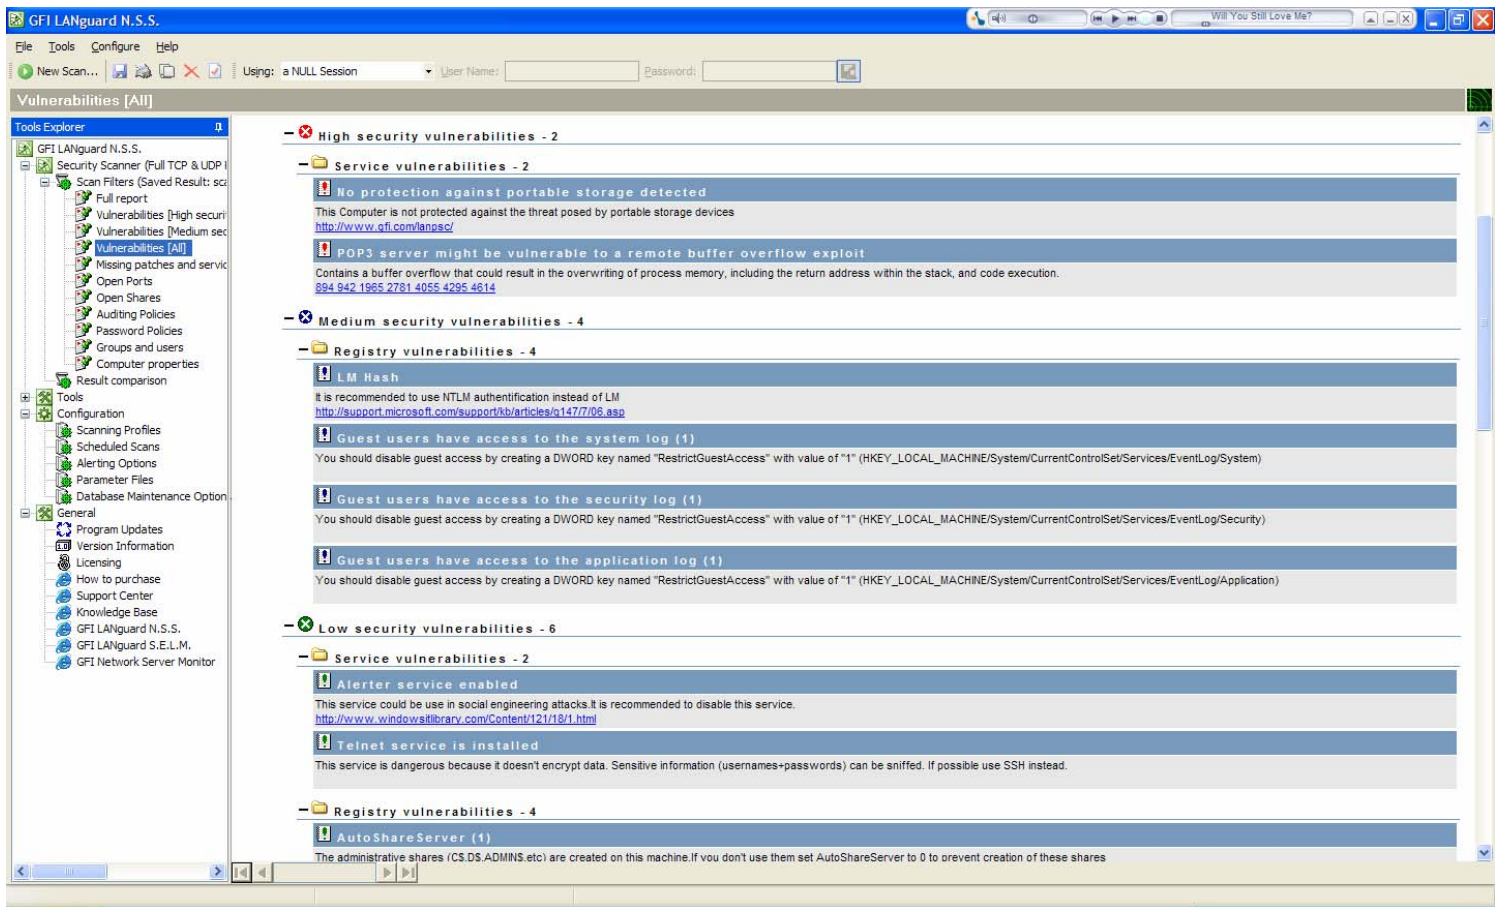 GFI LANguard N.S.S.
Will You Still Love Me?
File Tools Configure Help
New Scan... Using: a NULL Session User Name: Password:
Vulnerabilities [All]
Tools Explorer
GFI LANguard N.S.S.
Security Scanner (Full TCP & UDP
Scan Filters (Saved Result: sca
Full report
Vulnerabilities [High securi
Vulnerabilities [Medium sec
Vulnerabilities [All]
Missing patches and servic
Open Ports
Open Shares
Auditing Policies
Password Policies
Groups and users
Computer properties
Result comparison
Tools
Configuration
Scanning Profiles
Scheduled Scans
Alerting Options
Parameter Files
Database Maintenance Option
General
Program Updates
Version Information
Licensing
How to purchase
Support Center
Knowledge Base
GFI LANguard N.S.S.
GFI LANguard S.E.L.M.
GFI Network Server Monitor
High security vulnerabilities - 2
Service vulnerabilities - 2
No protection against portable storage detected
This Computer is not protected against the threat posed by portable storage devices
http://www.gfi.com/lanpsc/
POP3 server might be vulnerable to a remote buffer overflow exploit
Contains a buffer overflow that could result in the overwriting of process memory, including the return address within the stack, and code execution.
894 942 1965 2781 4055 4295 4614
Medium security vulnerabilities - 4
Registry vulnerabilities - 4
LM Hash
It is recommended to use NTLM authentification instead of LM
http://support.microsoft.com/support/kb/articles/q147/7/06.asp
Guest users have access to the system log (1)
You should disable guest access by creating a DWORD key named "RestrictGuestAccess" with value of "1" (HKEY_LOCAL_MACHINE/System/CurrentControlSet/Services/EventLog/System)
Guest users have access to the security log (1)
You should disable guest access by creating a DWORD key named "RestrictGuestAccess" with value of "1" (HKEY_LOCAL_MACHINE/System/CurrentControlSet/Services/EventLog/Security)
Guest users have access to the application log (1)
You should disable guest access by creating a DWORD key named "RestrictGuestAccess" with value of "1" (HKEY_LOCAL_MACHINE/System/CurrentControlSet/Services/EventLog/Application)
Low security vulnerabilities - 6
Service vulnerabilities - 2
Alerter service enabled
This service could be use in social engineering attacks.It is recommended to disable this service.
http://www.windowsitlibrary.com/Content/121/18/1.html
Telnet service is installed
This service is dangerous because it doesn't encrypt data. Sensitive information (usernames+passwords) can be sniffed. If possible use SSH instead.
Registry vulnerabilities - 4
AutoShareServer (1)
The administrative shares (C$,D$,ADMIN$,etc) are created on this machine.If you don't use them set AutoShareServer to 0 to prevent creation of these shares